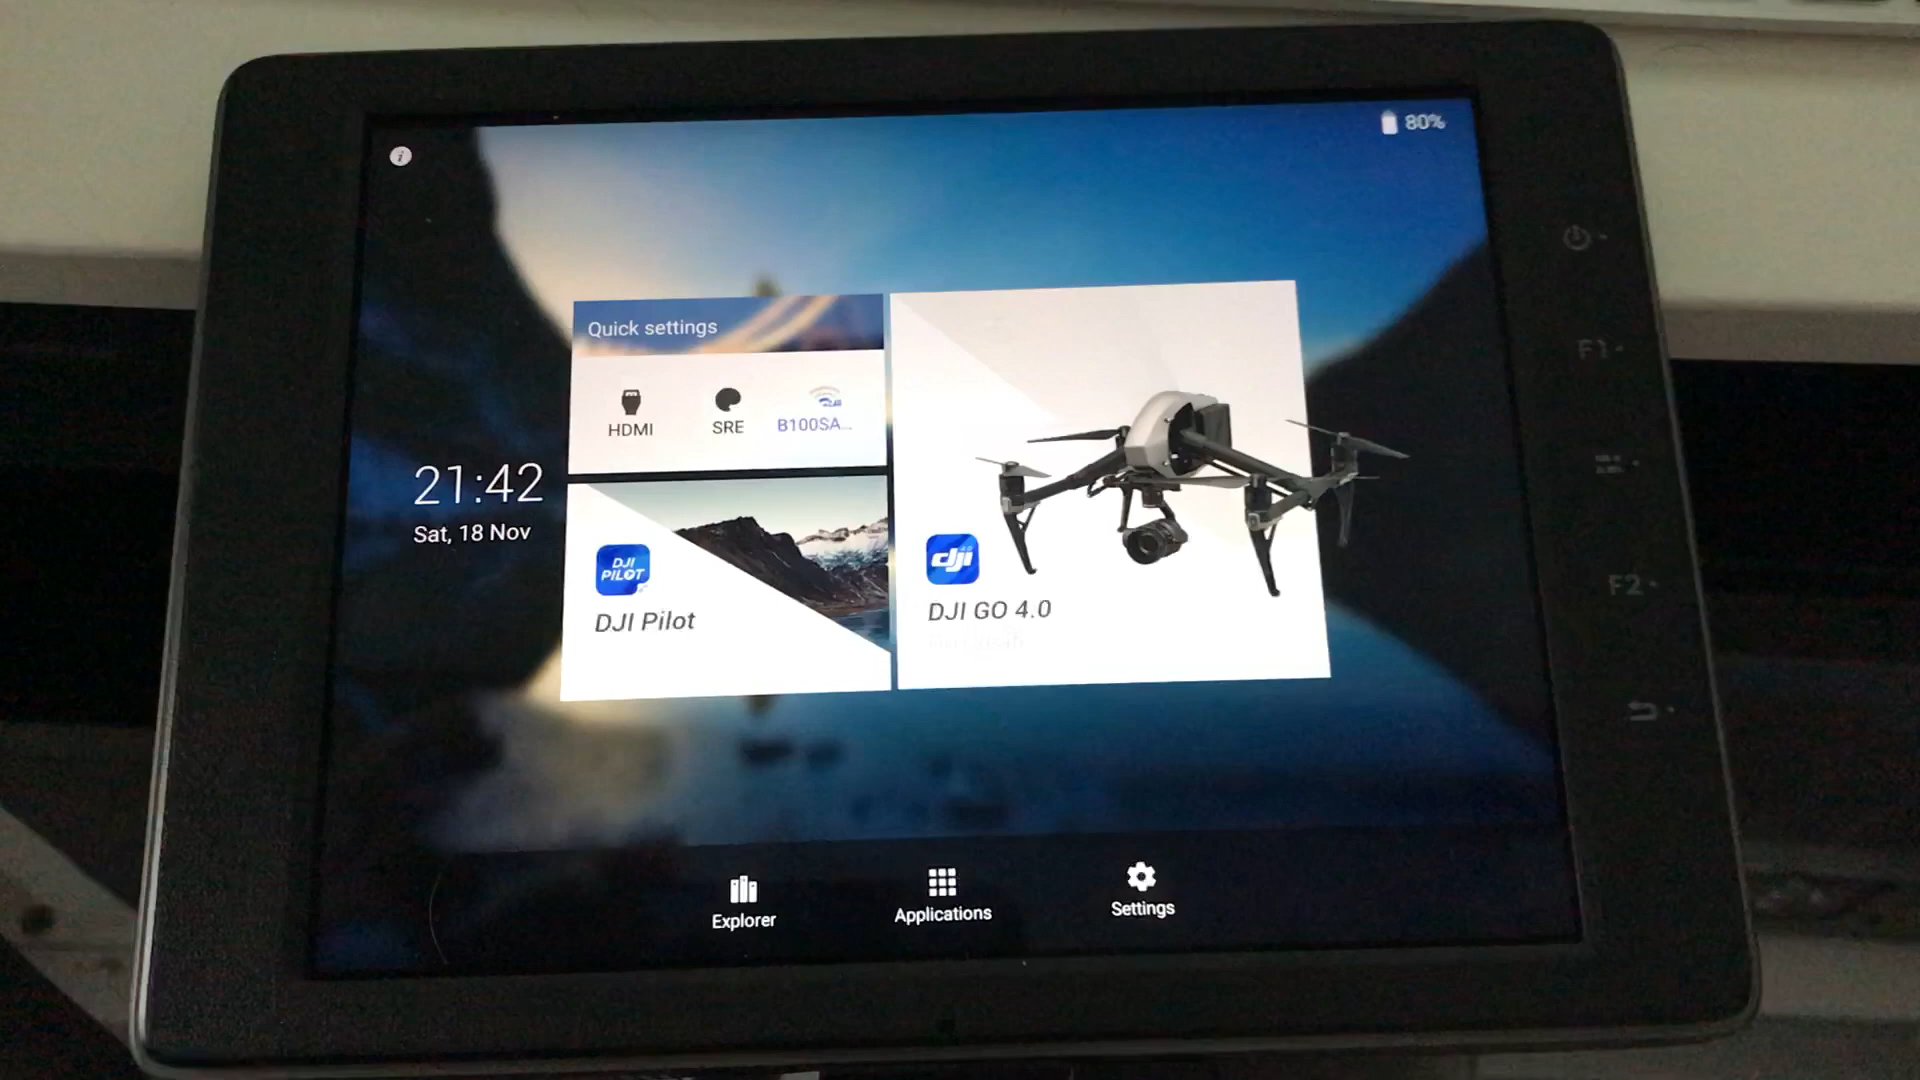 80%
Quick settings
HDMI
SRE
B100SA...
21:42
Sat, 18 Nov
DJI
PILOT
DJI Pilot
dji
DJI GO 4.0
Explorer
Applications
Settings
F1
F2